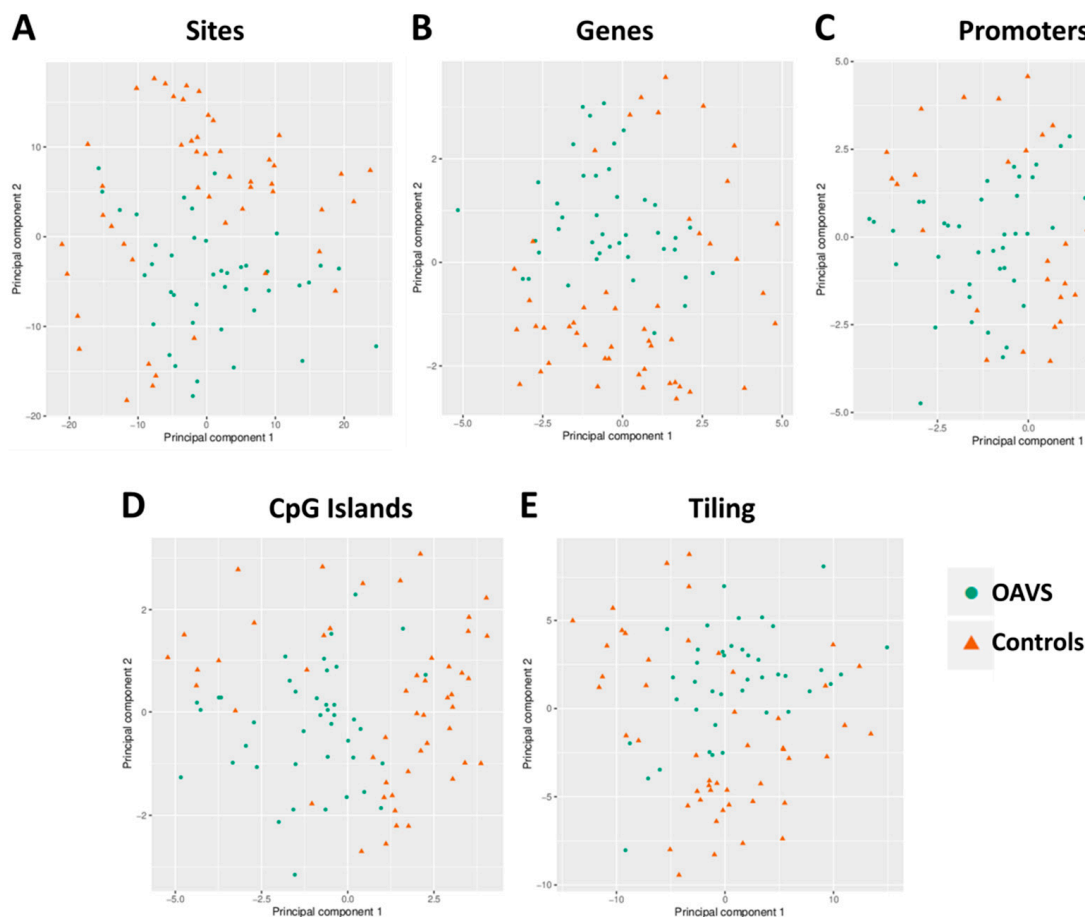 A Sites
B Genes
C Promoters
Principal component 2
10
0
−10
−20
−20
−10
0
10
20
Principal component 1
Principal component 2
2
0
−2
−5.0
−2.5
0.0
2.5
5.0
Principal component 1
Principal component 2
5.0
2.5
0.0
−2.5
−5.0
−2.5
0.0
Principal component 1
D CpG Islands
E Tiling
Principal component 2
2
0
−2
−5.0
−2.5
0.0
2.5
Principal component 1
Principal component 2
5
0
−5
−10
−10
0
10
Principal component 1
OAVS
Controls